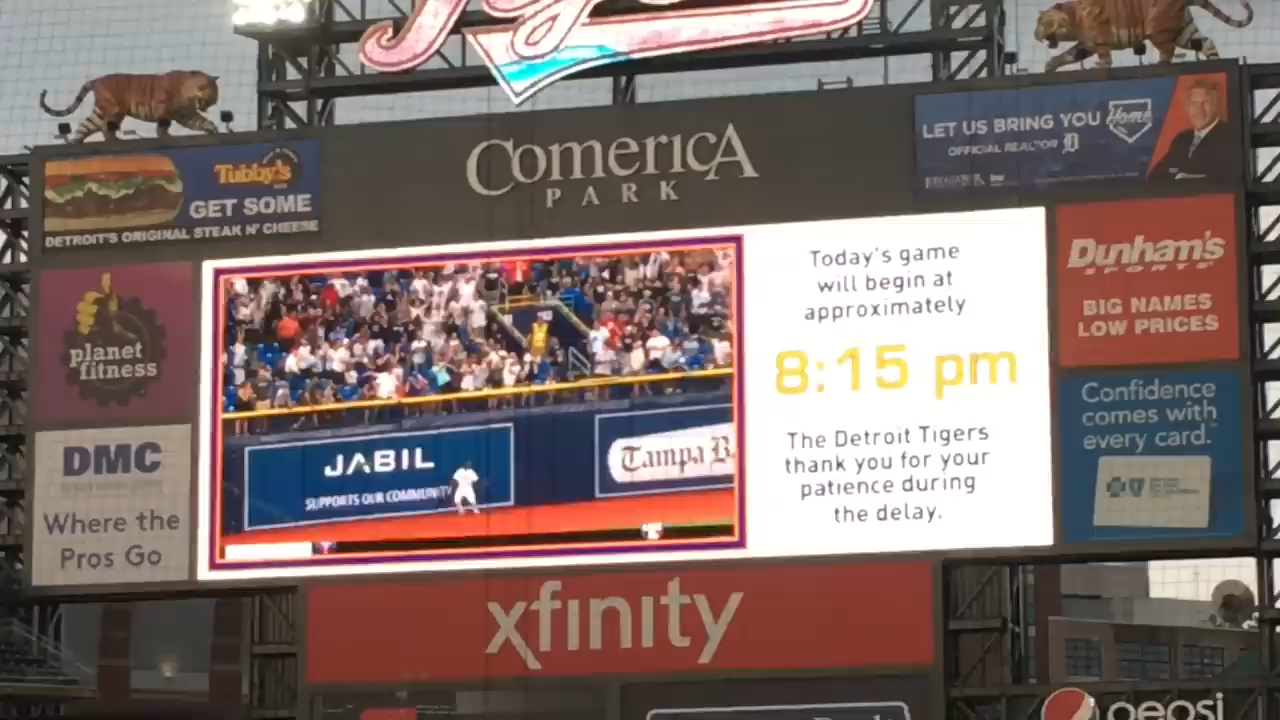 Tigers
Comerica
PARK
LET US BRING YOU Home
OFFICIAL REALTOR D
Tubby's
GET SOME
DETROIT'S ORIGINAL STEAK N' CHEESE
planet
fitness
DMC
Where the
Pros Go
JABIL
SUPPORTS OUR COMMUNITY
Tampa B
Today's game
will begin at
approximately
8:15 pm
The Detroit Tigers
thank you for your
patience during
the delay.
Dunham's
SPORTS
BIG NAMES
LOW PRICES
Confidence
comes with
every card.
xfinity
pepsi